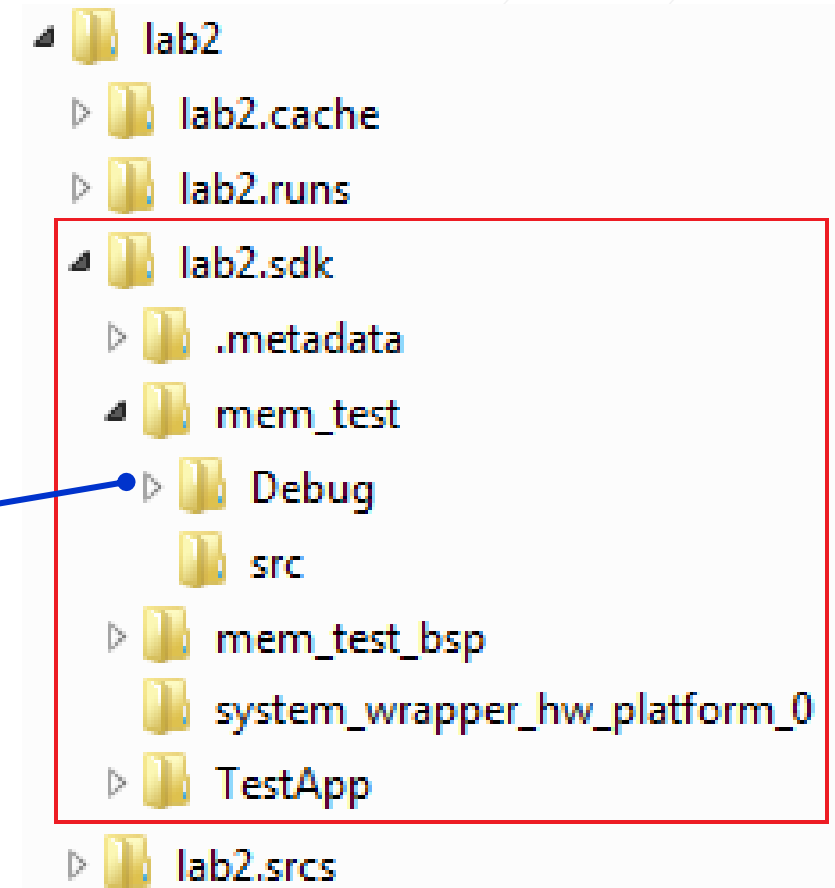 lab2
lab2.cache
lab2.runs
lab2.sdk
.metadata
mem_test
Debug
src
mem_test_bsp
system_wrapper_hw_platform_0
TestApp
lab2.srcs